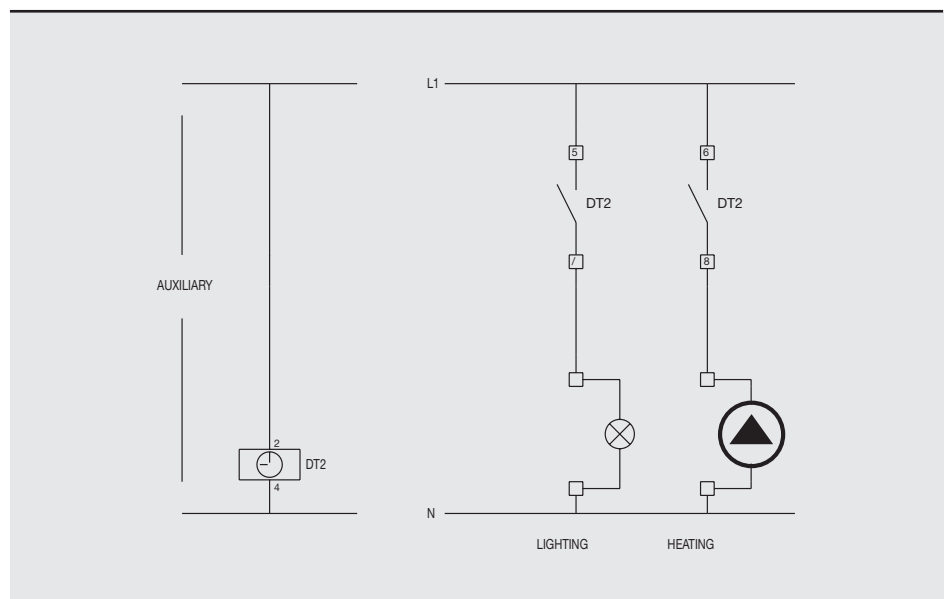 L1
5
6
DT2
DT2
/
8
AUXILIARY
2
DT2
4
N
LIGHTING
HEATING